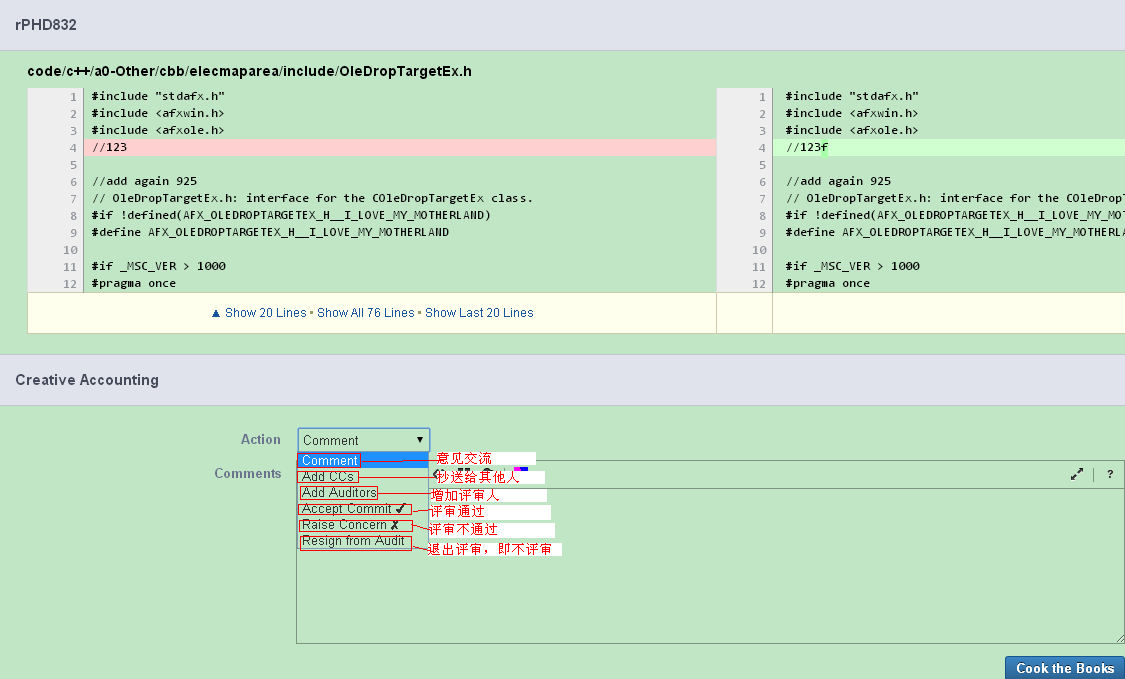 rPHD832
code/c++/a0-Other/cbb/elecmaparea/include/OleDropTargetEx.h
1 #include "stdafx.h" 1 #include "stdafx.h"
2 #include <afxwin.h> 2 #include <afxwin.h>
3 #include <afxole.h> 3 #include <afxole.h>
4 //123 4 //123f
5 5
6 //add again 925 6 //add again 925
7 // OleDropTargetEx.h: interface for the COleDropTargetEx class. 7 // OleDropTargetEx.h: interface for the COleDropT
8 #if !defined(AFX_OLEDROPTARGETEX_H__I_LOVE_MY_MOTHERLAND) 8 #if !defined(AFX_OLEDROPTARGETEX_H__I_LOVE_MY_MOT
9 #define AFX_OLEDROPTARGETEX_H__I_LOVE_MY_MOTHERLAND 9 #define AFX_OLEDROPTARGETEX_H__I_LOVE_MY_MOTHERLA
10 10
11 #if _MSC_VER > 1000 11 #if _MSC_VER > 1000
12 #pragma once 12 #pragma once
▲ Show 20 Lines • Show All 76 Lines • Show Last 20 Lines
Creative Accounting
Action Comment ▼
Comments Comment 意见交流
Add CCs 抄送给其他人 ?
Add Auditors 增加评审人
Accept Commit ✔ 评审通过
Raise Concern ✘ 评审不通过
Resign from Audit 退出评审，即不评审
Cook the Books